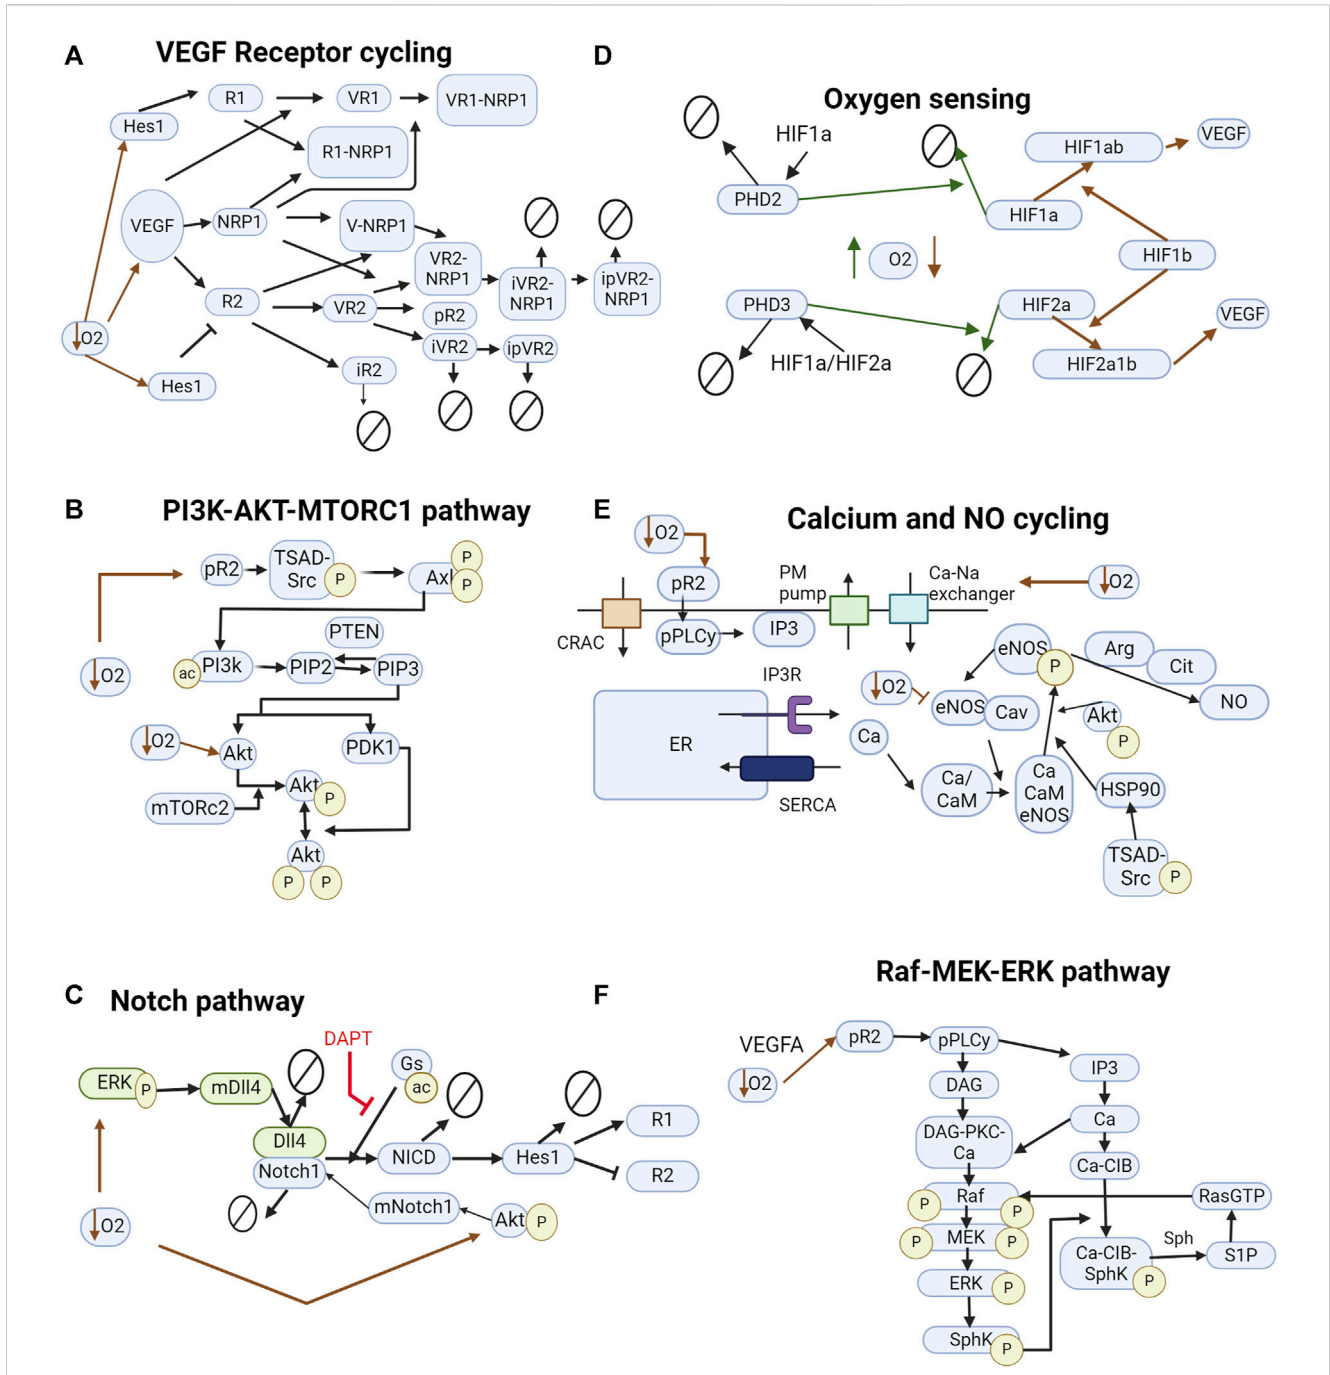 A
VEGF Receptor cycling
R1
VR1
VR1-NRP1
Hes1
R1-NRP1
VEGF
NRP1
V-NRP1
VR2-
NRP1
iVR2-
NRP1
ipVR2-
NRP1
R2
VR2
pR2
O2
iVR2
ipVR2
Hes1
iR2
D
Oxygen sensing
HIF1a
VEGF
HIF1ab
PHD2
HIF1a
O2
HIF1b
PHD3
HIF2a
VEGF
HIF1a/HIF2a
HIF2a1b
B
PI3K-AKT-MTORC1 pathway
pR2
TSAD-
Src
P
Axl
P
P
PTEN
ac
PI3k
PIP2
PIP3
O2
O2
Akt
PDK1
mTORc2
Akt
P
Akt
P
P
E
Calcium and NO cycling
O2
pR2
PM
pump
Ca-Na
exchanger
O2
CRAC
pPLCy
IP3
eNOS
P
Arg
Cit
NO
IP3R
O2
eNOS
Cav
Akt
P
ER
Ca
Ca/
CaM
Ca
CaM
eNOS
HSP90
SERCA
TSAD-
Src
P
C
Notch pathway
DAPT
Gs
ac
ERK
P
mDll4
Dll4
Notch1
NICD
Hes1
R1
R2
mNotch1
Akt
P
O2
F
Raf-MEK-ERK pathway
VEGFA
O2
pR2
pPLCy
IP3
DAG
Ca
DAG-PKC-
Ca
Ca-CIB
Raf
P
P
RasGTP
MEK
P
P
Sph
Ca-CIB-
SphK
P
S1P
ERK
P
SphK
P